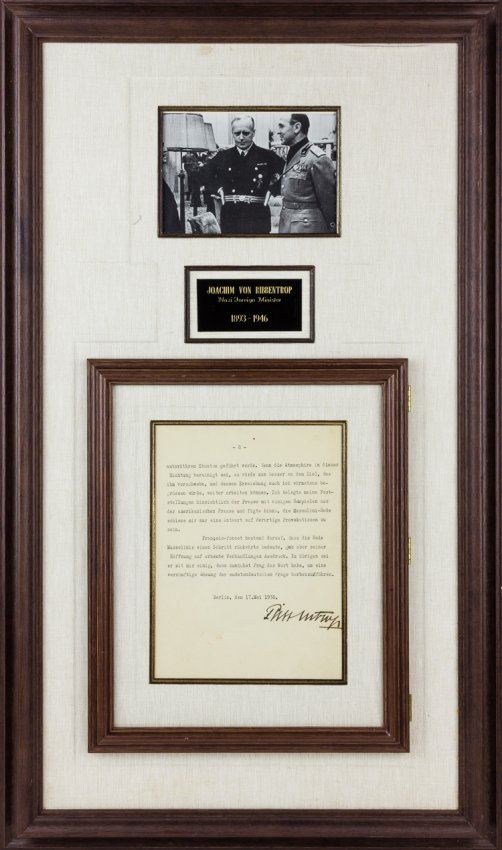 JOACHIM VON RIBBENTROP
Nazi Foreign Minister
1893 - 1946
- 2 -
autoritären Staaten geführt werde. Wenn die Atmosphäre in dieser
Richtung bereinigt sei, so würde man besser an dem Ziel, das
ihm vorschwebe, und dessen Erreichung auch ich wärmstens be-
grüssen würde, weiter arbeiten können. Ich belegte meine Fest-
stellungen hinsichtlich der Presse mit einigen Beispielen aus
der amerikanischen Presse und fügte hinzu, die Mussolini-Rede
schiene mir nur eine Antwort auf derartige Provokationen zu
sein.
François-Poncet bestand darauf, dass die Rede
Mussolinis einen Schritt rückwärts bedeute, gab aber seiner
Hoffnung auf erneute Verhandlungen Ausdruck. Im übrigen sei
er mit mir einig, dass zunächst Prag das Wort habe, um eine
vernünftige Lösung der sudetendeutschen Frage herbeizuführen.
Berlin, den 17. Mai 1938.
Ribbentrop